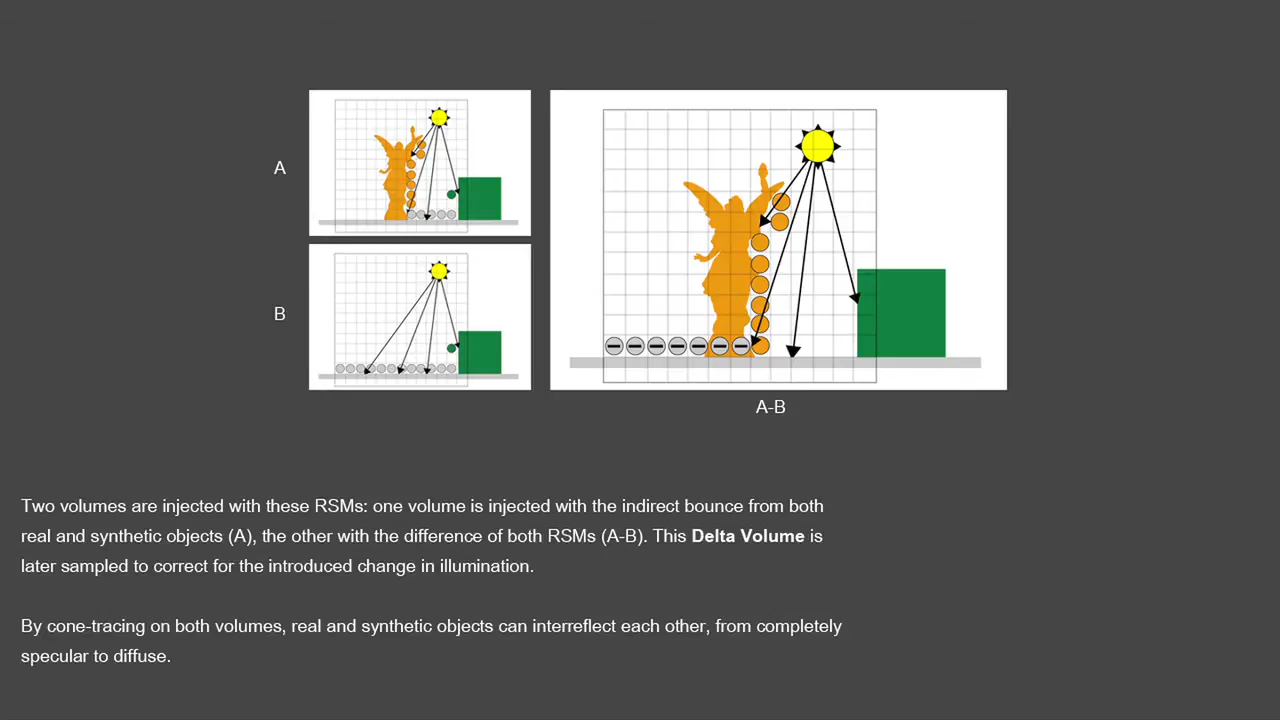 A
B
A-B
Two volumes are injected with these RSMs: one volume is injected with the indirect bounce from both
real and synthetic objects (A), the other with the difference of both RSMs (A-B). This Delta Volume is
later sampled to correct for the introduced change in illumination.
By cone-tracing on both volumes, real and synthetic objects can interreflect each other, from completely
specular to diffuse.